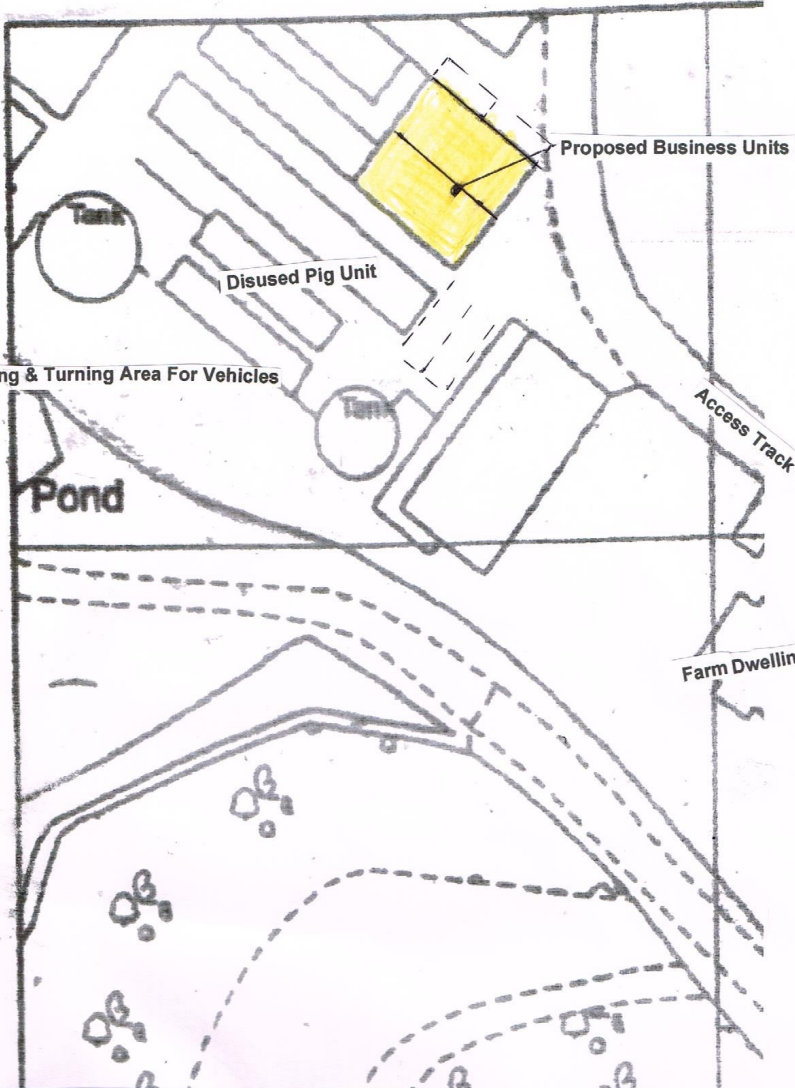 Proposed Business Units
Tank
Disused Pig Unit
ng & Turning Area For Vehicles
Tank
Access Track
Pond
Farm Dwellin